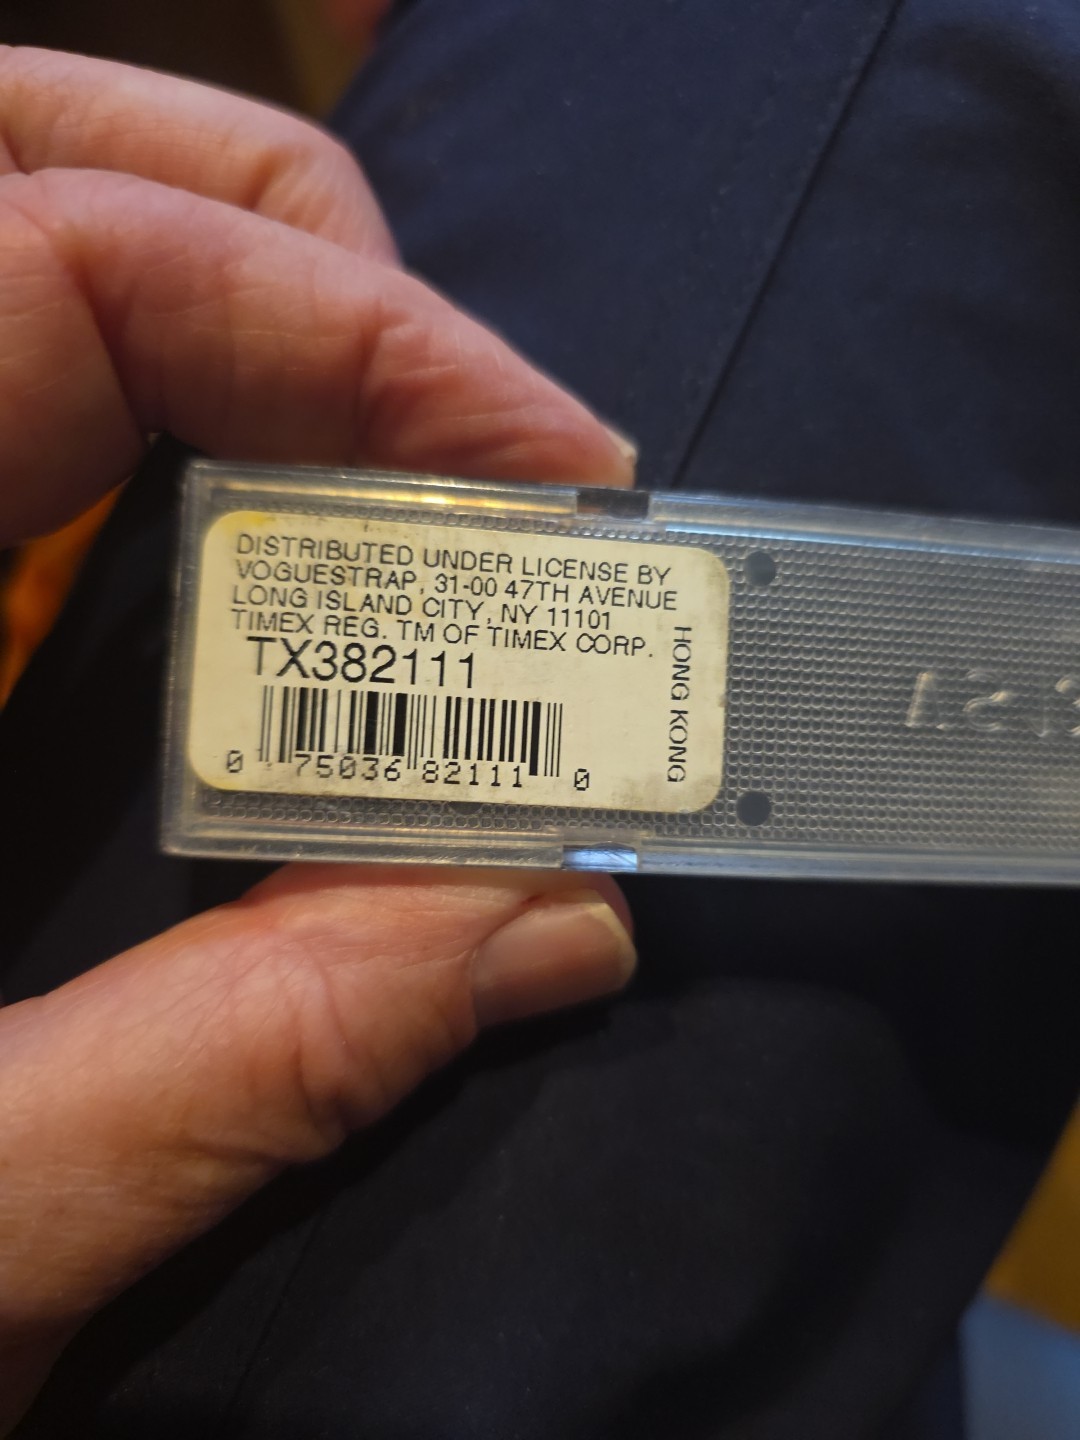 DISTRIBUTED UNDER LICENSE BY
VOGUESTRAP, 31-00 47TH AVENUE
LONG ISLAND CITY, NY 11101
TIMEX REG. TM OF TIMEX CORP.
TX382111
0 75036 82111 0
HONG KONG